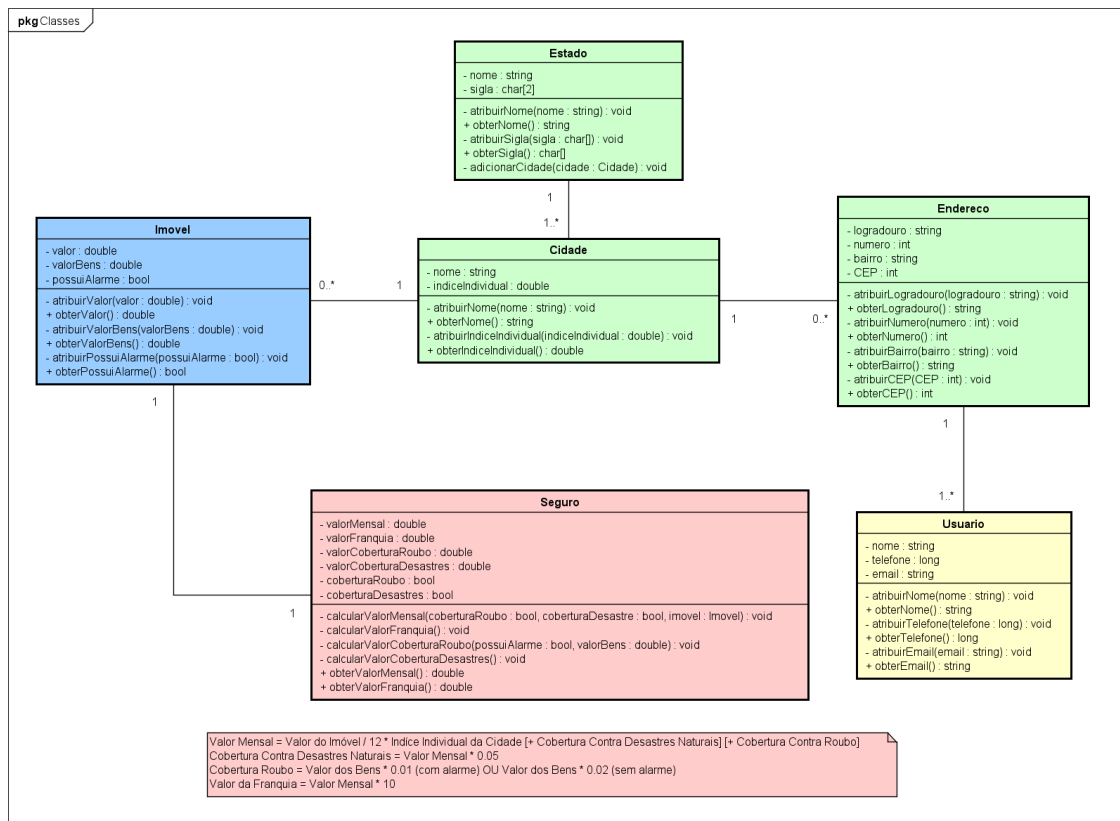 pkg Classes
Estado
- nome : string
- sigla : char[2]
- atribuirNome(nome : string) : void
+ obterNome() : string
- atribuirSigla(sigla : char[]) : void
+ obterSigla() : char[]
- adicionarCidade(cidade : Cidade) : void
1
1..*
Imovel
- valor : double
- valorBens : double
- possuiAlarme : bool
- atribuirValor(valor : double) : void
+ obterValor() : double
- atribuirValorBens(valorBens : double) : void
+ obterValorBens() : double
- atribuirPossuiAlarme(possuiAlarme : bool) : void
+ obterPossuiAlarme() : bool
0..*
1
Cidade
- nome : string
- indiceIndividual : double
- atribuirNome(nome : string) : void
+ obterNome() : string
- atribuirIndiceIndividual(indiceIndividual : double) : void
+ obterIndiceIndividual() : double
1
0..*
Endereco
- logradouro : string
- numero : int
- bairro : string
- CEP : int
- atribuirLogradouro(logradouro : string) : void
+ obterLogradouro() : string
- atribuirNumero(numero : int) : void
+ obterNumero() : int
- atribuirBairro(bairro : string) : void
+ obterBairro() : string
- atribuirCEP(CEP : int) : void
+ obterCEP() : int
1
1..*
1
1
Seguro
- valorMensal : double
- valorFranquia : double
- valorCoberturaRoubo : double
- valorCoberturaDesastres : double
- coberturaRoubo : bool
- coberturaDesastres : bool
- calcularValorMensal(coberturaRoubo : bool, coberturaDesastre : bool, imovel : Imovel) : void
- calcularValorFranquia() : void
- calcularValorCoberturaRoubo(possuiAlarme : bool, valorBens : double) : void
- calcularValorCoberturaDesastres() : void
+ obterValorMensal() : double
+ obterValorFranquia() : double
Usuario
- nome : string
- telefone : long
- email : string
- atribuirNome(nome : string) : void
+ obterNome() : string
- atribuirTelefone(telefone : long) : void
+ obterTelefone() : long
- atribuirEmail(email : string) : void
+ obterEmail() : string
Valor Mensal = Valor do Imóvel / 12 * Indíce Individual da Cidade [+ Cobertura Contra Desastres Naturais] [+ Cobertura Contra Roubo]
Cobertura Contra Desastres Naturais = Valor Mensal * 0.05
Cobertura Roubo = Valor dos Bens * 0.01 (com alarme) OU Valor dos Bens * 0.02 (sem alarme)
Valor da Franquia = Valor Mensal * 10